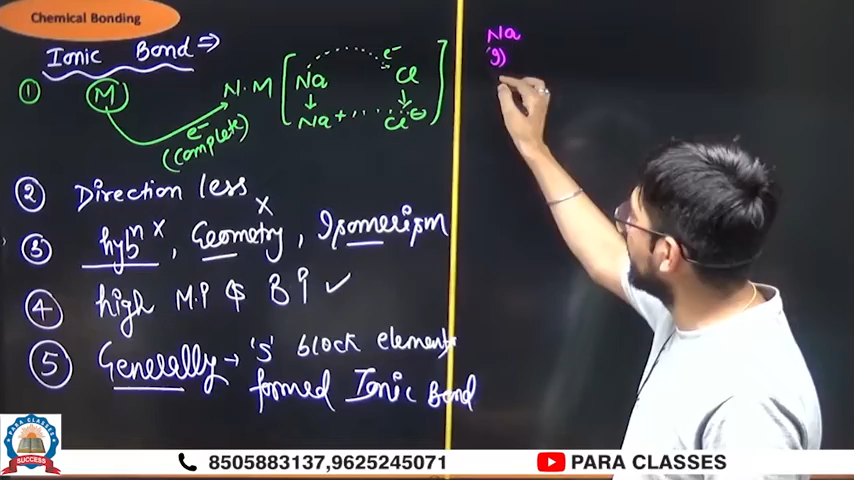 Chemical Bonding
Ionic Bond ⇒
① M → N.M [Na Cl
e⁻
e⁻
(Complete)
Na+ ...... Cl⊖]
② Direction less
③ hybⁿ x, Geometry x, Isomerism
④ high M.P & B P ✓
⑤ Generally → 's' block elements
formed Ionic Bond
Na
(g)
PARA CLASSES
SUCCESS
8505883137,9625245071
PARA CLASSES